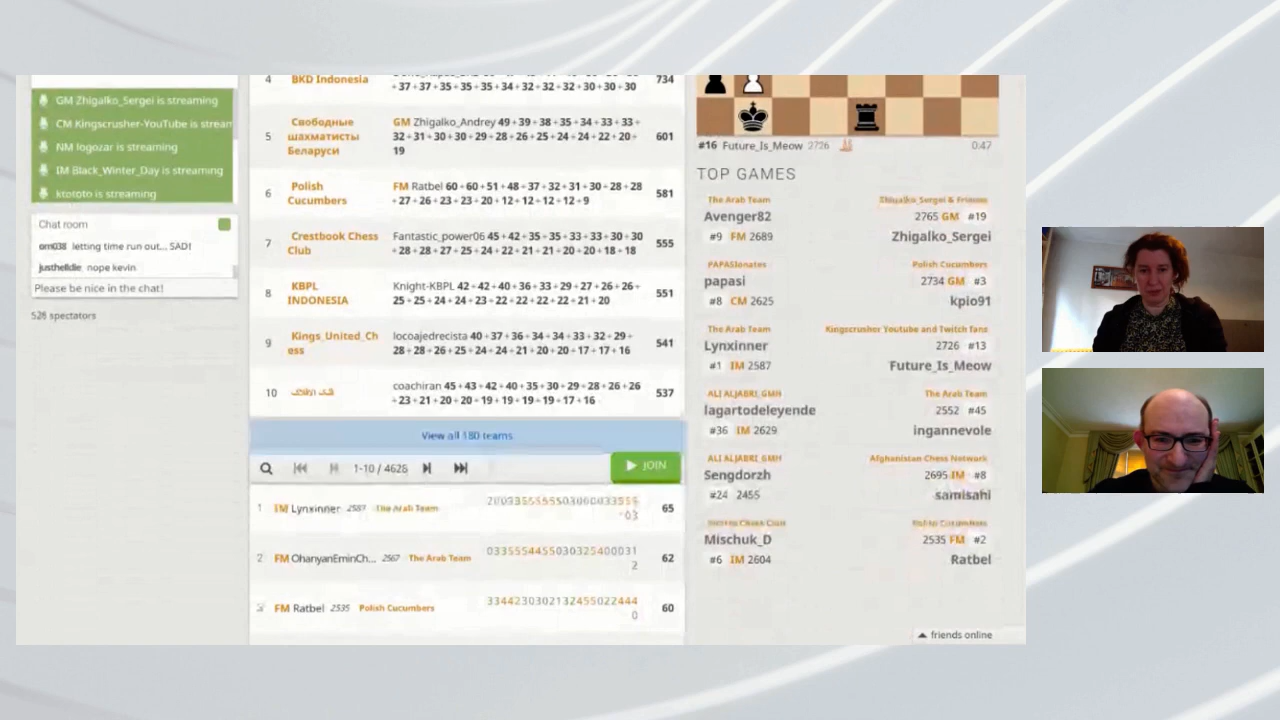 GM Zhigalko_Sergei is streaming
CM Kingscrusher-YouTube is stream
NM logozar is streaming
IM Black_Winter_Day is streaming
ktototo is streaming
Chat room
letting time run out... SAD!
justhelldie nope kevin
Please be nice in the chat!
528 spectators
4 BKD Indonesia 734
+ 37 + 37 + 35 + 35 + 35 + 34 + 32 + 32 + 32 + 30 + 30 + 30
5 Свободные шахматисты Беларуси GM Zhigalko_Andrey 49 + 39 + 38 + 35 + 34 + 33 + 33 + 601
32 + 31 + 30 + 30 + 29 + 28 + 26 + 25 + 24 + 24 + 22 + 20 +
19
6 Polish Cucumbers FM Ratbel 60 + 60 + 51 + 48 + 37 + 32 + 31 + 30 + 28 + 28 581
+ 27 + 26 + 23 + 23 + 20 + 12 + 12 + 12 + 12 + 9
7 Crestbook Chess Club Fantastic_power06 45 + 42 + 35 + 35 + 33 + 33 + 30 + 30 555
+ 28 + 28 + 27 + 25 + 24 + 22 + 21 + 21 + 20 + 20 + 18 + 18
8 KBPL INDONESIA Knight-KBPL 42 + 42 + 40 + 36 + 33 + 29 + 27 + 26 + 26 + 551
25 + 25 + 24 + 24 + 23 + 22 + 22 + 22 + 22 + 21 + 20
9 Kings_United_Chess locoajedrecista 40 + 37 + 36 + 34 + 34 + 33 + 32 + 29 + 541
28 + 28 + 26 + 25 + 24 + 24 + 21 + 20 + 20 + 17 + 17 + 16
10 coachiran 45 + 43 + 42 + 40 + 35 + 30 + 29 + 28 + 26 + 26 537
+ 23 + 21 + 20 + 20 + 19 + 19 + 19 + 19 + 17 + 16
View all 180 teams
1-10 / 4628 JOIN
1 IM Lynxinner 2587 The Arab Team 65
2 FM OhanyanEminCh... 2567 The Arab Team 0333555445503032540003 1 2 62
FM Ratbel 2535 Polish Cucumbers 3344230302132455022444 0 60
#16 Future_Is_Meow 2726 0:47
TOP GAMES
The Arab Team Zhigalko_Sergei & Friends
Avenger82 2765 GM #19
#9 FM 2689 Zhigalko_Sergei
PAPASionates Polish Cucumbers
papasi 2734 GM #3
#8 CM 2625 kpio91
The Arab Team Kingscrusher Youtube and Twitch fans
Lynxinner 2726 #13
#1 IM 2587 Future_Is_Meow
ALI ALJABRI_GMH The Arab Team
lagartodeleyende 2552 #45
#36 IM 2629 ingannevole
ALI ALJABRI_GMH Afghanistan Chess Network
Sengdorzh 2695 IM #8
#24 2455 samisahi
Polish Cucumbers
Mischuk_D 2535 FM #2
#6 IM 2604 Ratbel
friends online